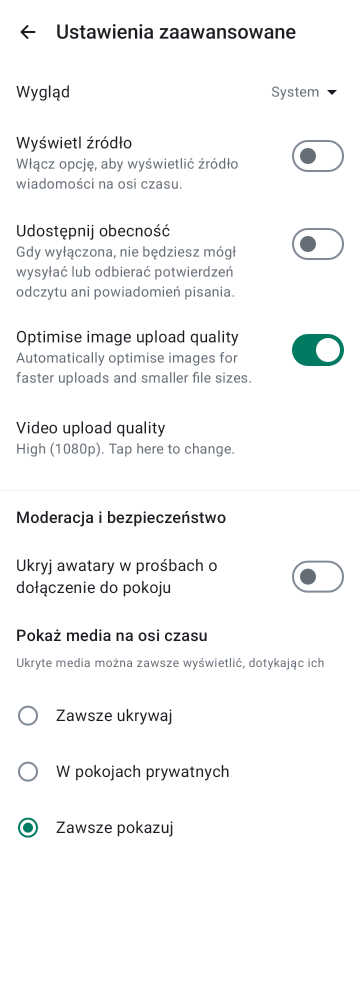 Ustawienia zaawansowane
Wygląd
System
Wyświetl źródło
Włącz opcję, aby wyświetlić źródło
wiadomości na osi czasu.
Udostępnij obecność
Gdy wyłączona, nie będziesz mógł
wysyłać lub odbierać potwierdzeń
odczytu ani powiadomień pisania.
Optimise image upload quality
Automatically optimise images for
faster uploads and smaller file sizes.
Video upload quality
High (1080p). Tap here to change.
Moderacja i bezpieczeństwo
Ukryj awatary w prośbach o
dołączenie do pokoju
Pokaż media na osi czasu
Ukryte media można zawsze wyświetlić, dotykając ich
Zawsze ukrywaj
W pokojach prywatnych
Zawsze pokazuj